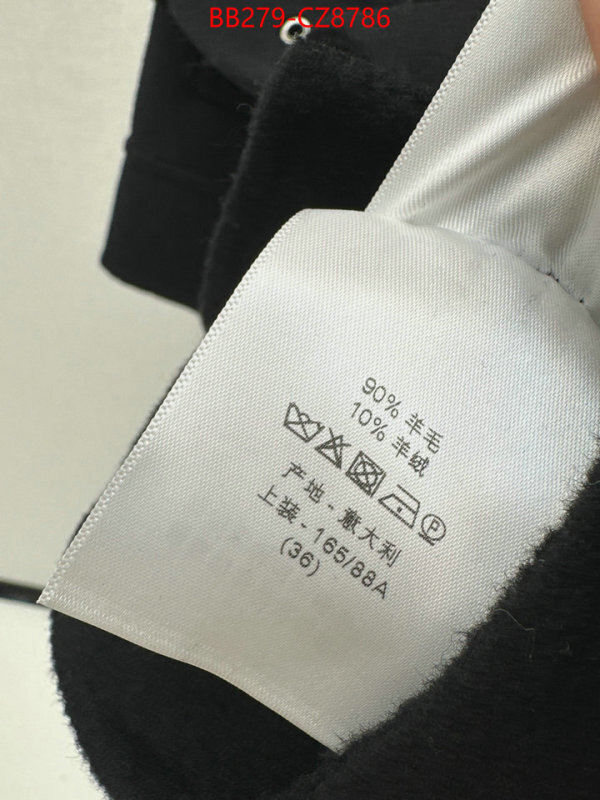 BB279-CZ8786
90% 羊毛
10% 羊绒
P
产地 - 意大利
上装 - 165/88A
(36)